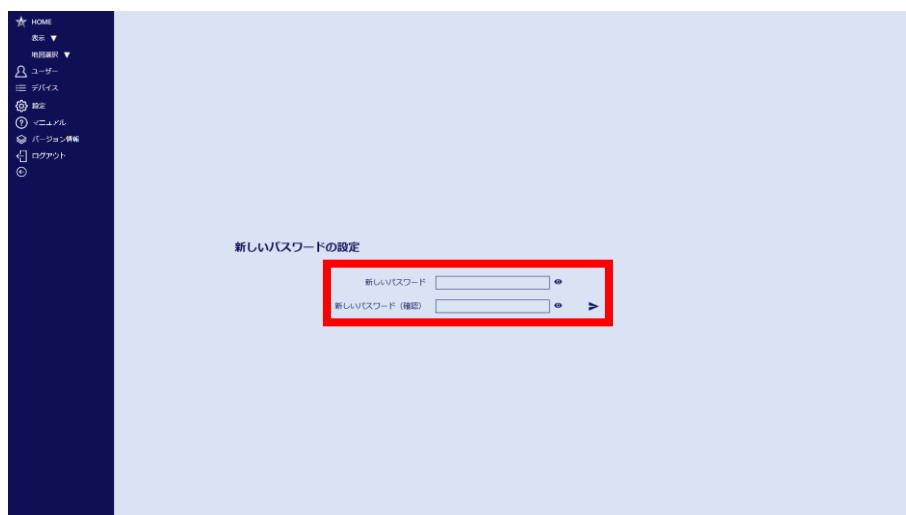 HOME
表示 ▼
地図選択 ▼
ユーザー
デバイス
設定
マニュアル
バージョン情報
ログアウト
新しいパスワードの設定
新しいパスワード
新しいパスワード（確認）